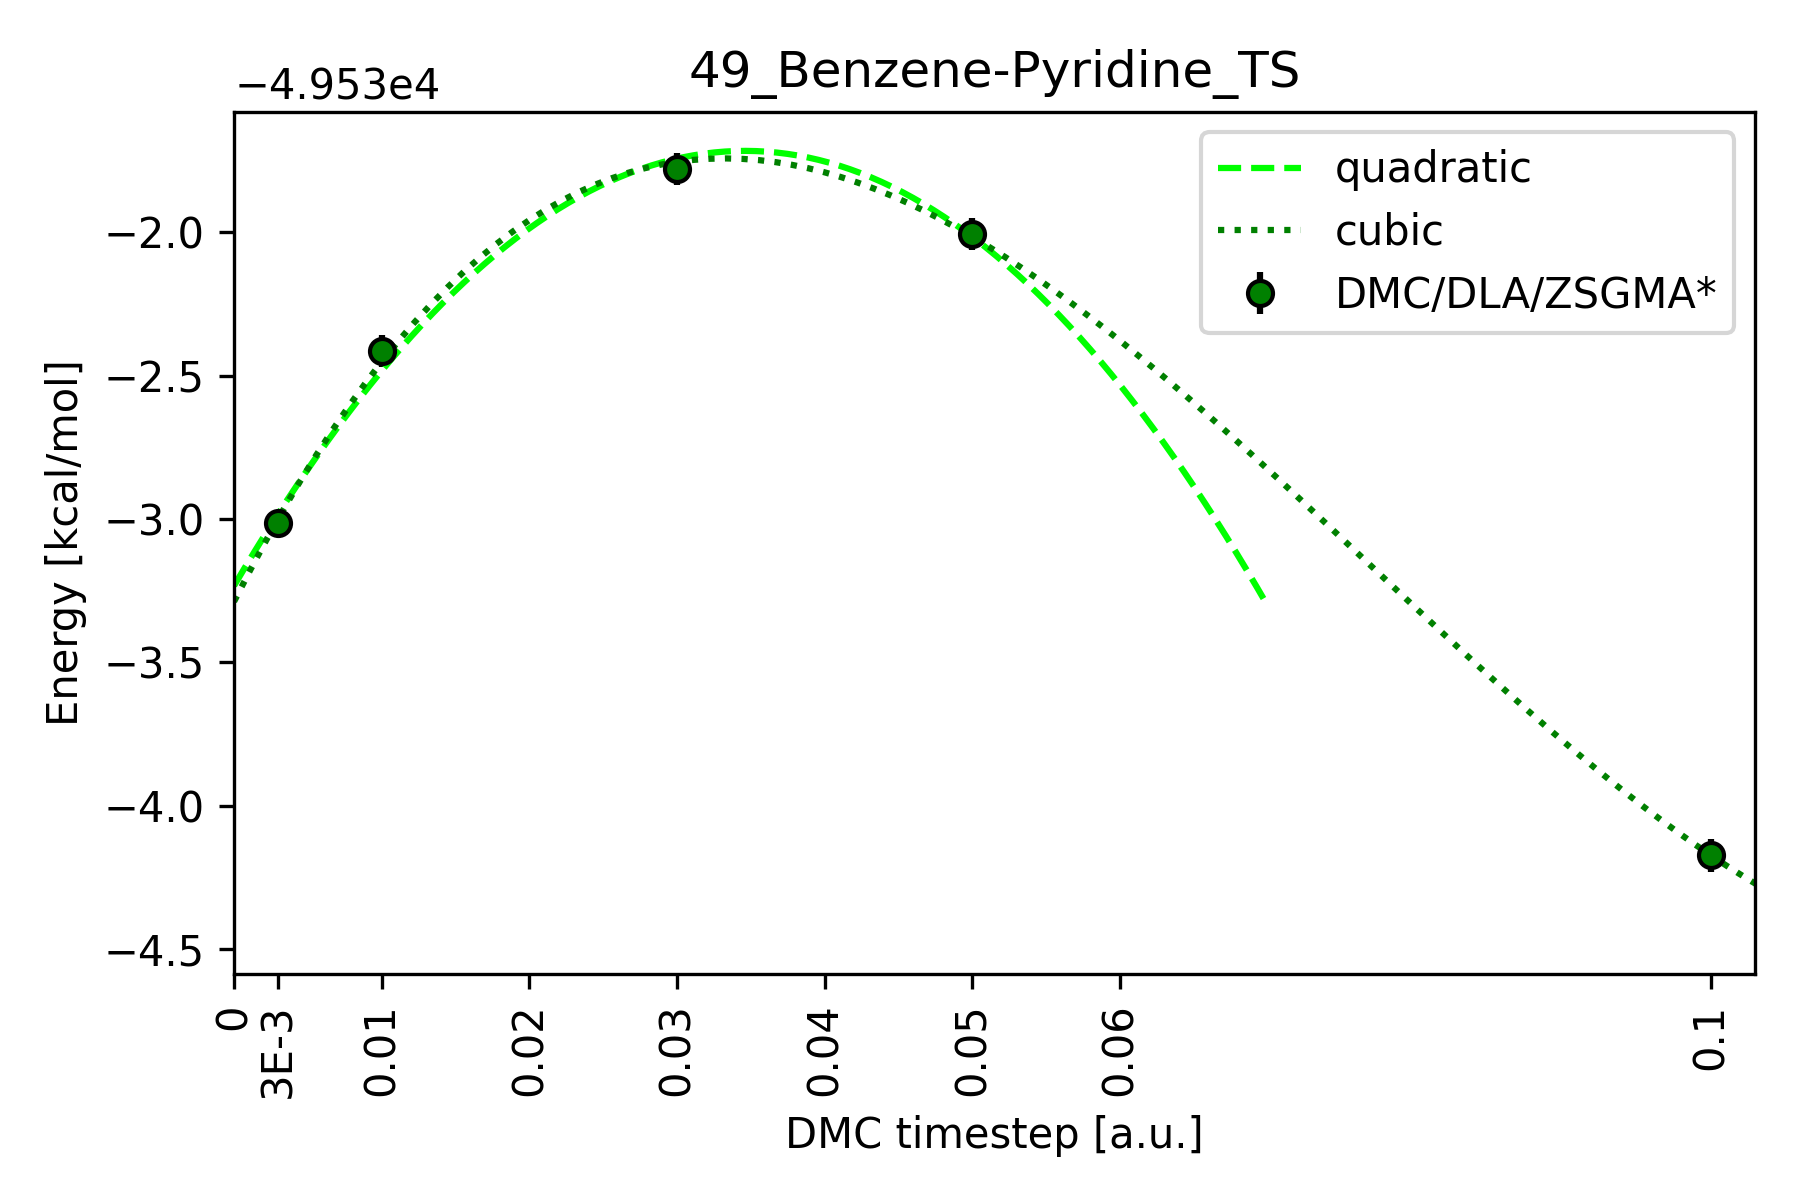 49_Benzene-Pyridine_TS
−4.953e4
quadratic
cubic
DMC/DLA/ZSGMA*
Energy [kcal/mol]
−2.0
−2.5
−3.0
−3.5
−4.0
−4.5
0
3E-3
0.01
0.02
0.03
0.04
0.05
0.06
0.1
DMC timestep [a.u.]